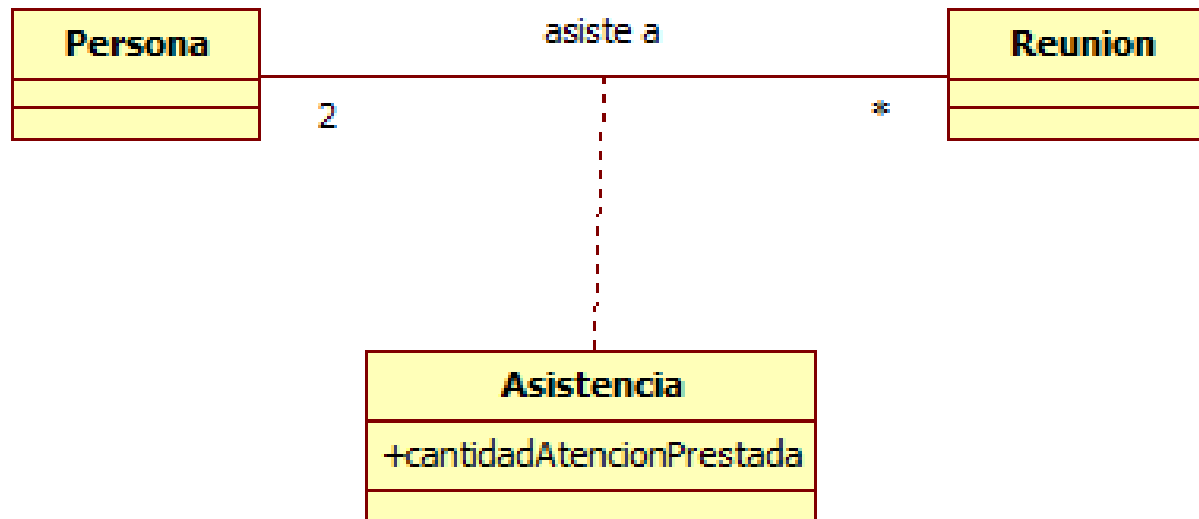 Persona
asiste a
Reunion
2
*
Asistencia
+cantidadAtencionPrestada